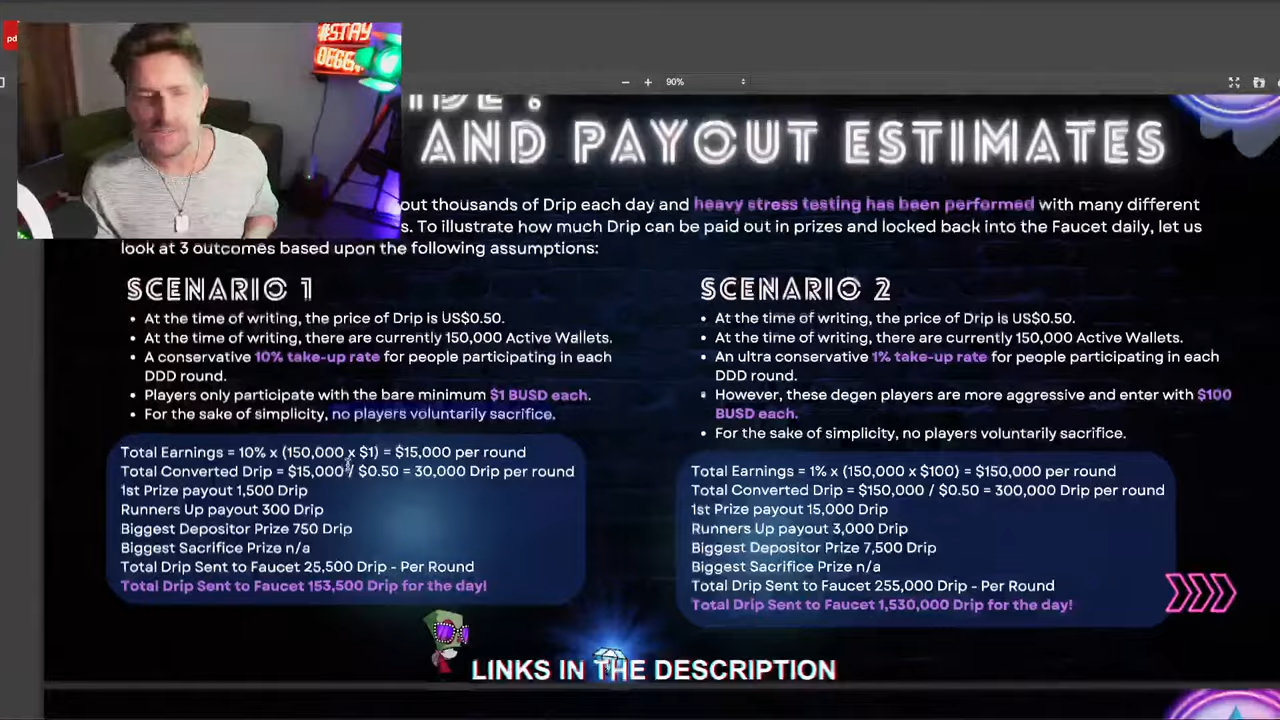 pd
#STAY
DEGEN
90%
AND PAYOUT ESTIMATES
out thousands of Drip each day and heavy stress testing has been performed with many different
s. To illustrate how much Drip can be paid out in prizes and locked back into the Faucet daily, let us
look at 3 outcomes based upon the following assumptions:
SCENARIO 1
• At the time of writing, the price of Drip is US$0.50.
• At the time of writing, there are currently 150,000 Active Wallets.
• A conservative 10% take-up rate for people participating in each
DDD round.
• Players only participate with the bare minimum $1 BUSD each.
• For the sake of simplicity, no players voluntarily sacrifice.
Total Earnings = 10% x (150,000 x $1) = $15,000 per round
Total Converted Drip = $15,000 / $0.50 = 30,000 Drip per round
1st Prize payout 1,500 Drip
Runners Up payout 300 Drip
Biggest Depositor Prize 750 Drip
Biggest Sacrifice Prize n/a
Total Drip Sent to Faucet 25,500 Drip - Per Round
Total Drip Sent to Faucet 153,500 Drip for the day!
SCENARIO 2
• At the time of writing, the price of Drip is US$0.50.
• At the time of writing, there are currently 150,000 Active Wallets.
• An ultra conservative 1% take-up rate for people participating in each
DDD round.
• However, these degen players are more aggressive and enter with $100
BUSD each.
• For the sake of simplicity, no players voluntarily sacrifice.
Total Earnings = 1% x (150,000 x $100) = $150,000 per round
Total Converted Drip = $150,000 / $0.50 = 300,000 Drip per round
1st Prize payout 15,000 Drip
Runners Up payout 3,000 Drip
Biggest Depositor Prize 7,500 Drip
Biggest Sacrifice Prize n/a
Total Drip Sent to Faucet 255,000 Drip - Per Round
Total Drip Sent to Faucet 1,530,000 Drip for the day!
LINKS IN THE DESCRIPTION